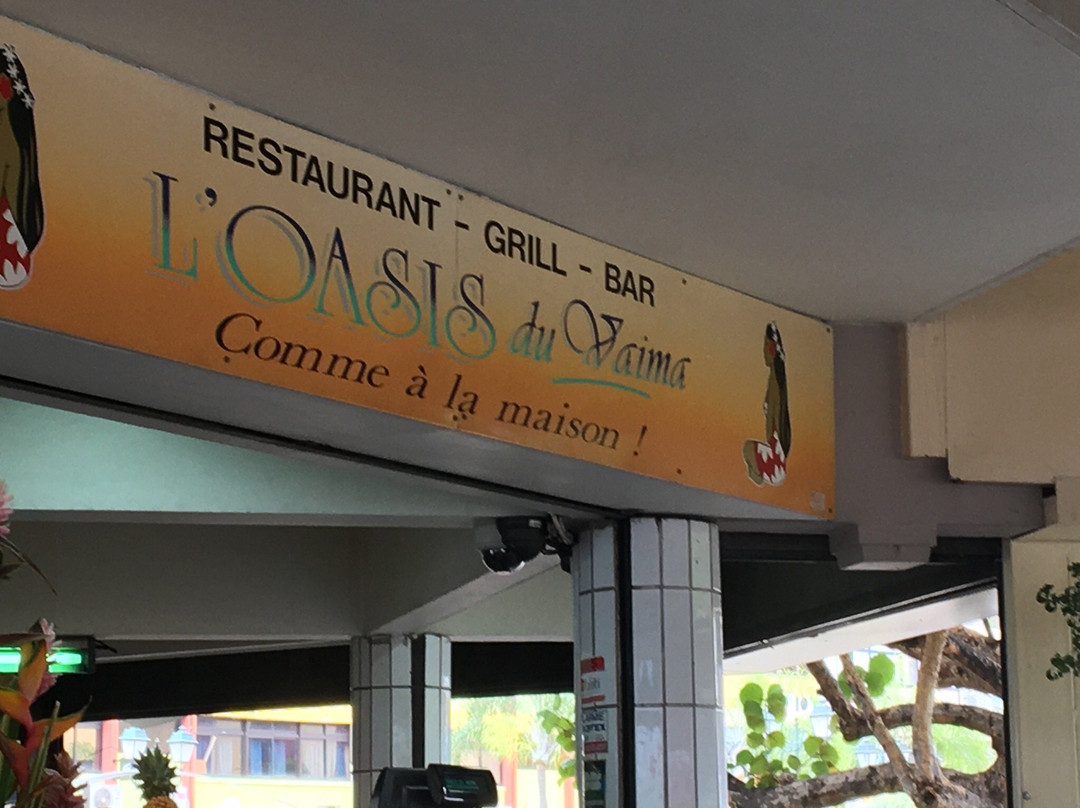 RESTAURANT - GRILL - BAR
L'OASIS du Vaima
Comme à la maison !